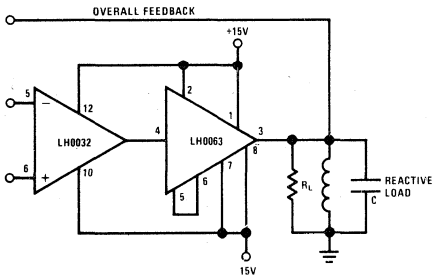 OVERALL FEEDBACK
+15V
5
12
2
1
LH0032
4
LH0063
3
6
10
5
6
7
8
RL
C
REACTIVE
LOAD
15V